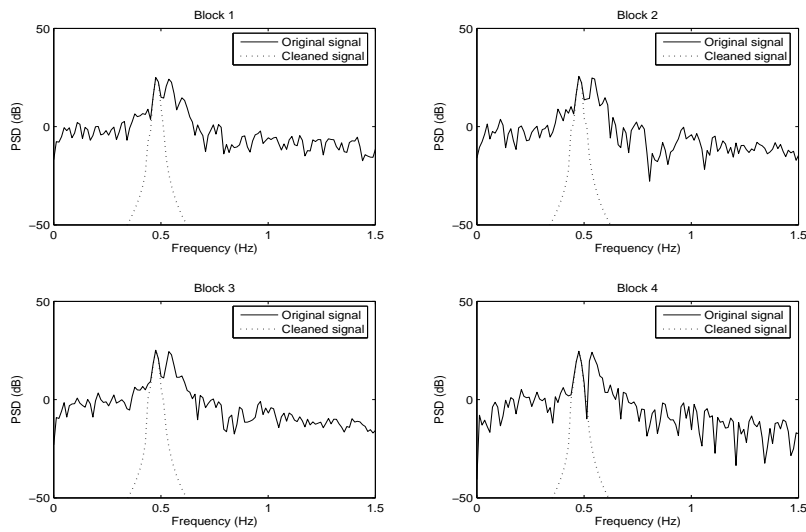 Block 1
50
0
−50
PSD (dB)
Original signal
Cleaned signal
0
0.5
1
1.5
Frequency (Hz)
Block 2
50
0
−50
PSD (dB)
Original signal
Cleaned signal
0
0.5
1
1.5
Frequency (Hz)
Block 3
50
0
−50
PSD (dB)
Original signal
Cleaned signal
0
0.5
1
1.5
Frequency (Hz)
Block 4
50
0
−50
PSD (dB)
Original signal
Cleaned signal
0
0.5
1
1.5
Frequency (Hz)